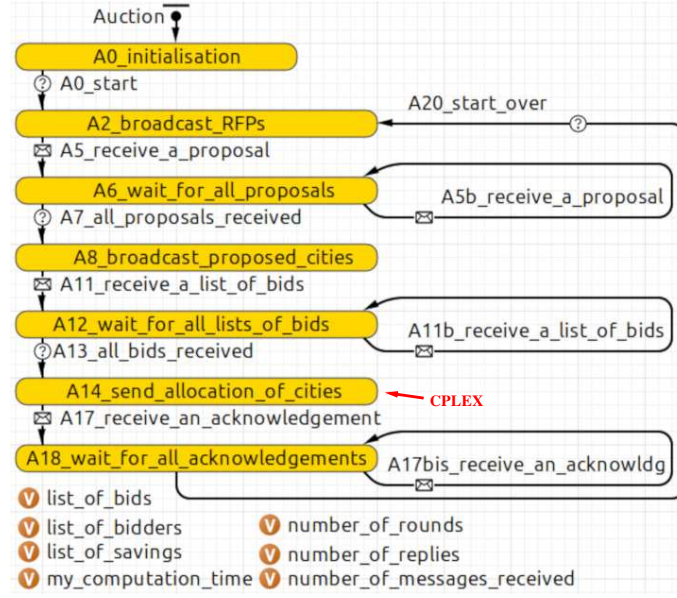 Auction
A0_initialisation
A0_start
A20_start_over
A2_broadcast_RFPs
A5_receive_a_proposal
A6_wait_for_all_proposals
A5b_receive_a_proposal
A7_all_proposals_received
A8_broadcast_proposed_cities
A11_receive_a_list_of_bids
A12_wait_for_all_lists_of_bids
A11b_receive_a_list_of_bids
A13_all_bids_received
A14_send_allocation_of_cities
CPLEX
A17_receive_an_acknowledgement
A18_wait_for_all_acknowledgements
A17bis_receive_an_acknowldg
V list_of_bids
V list_of_bidders
V number_of_rounds
V list_of_savings
V number_of_replies
V my_computation_time
V number_of_messages_received